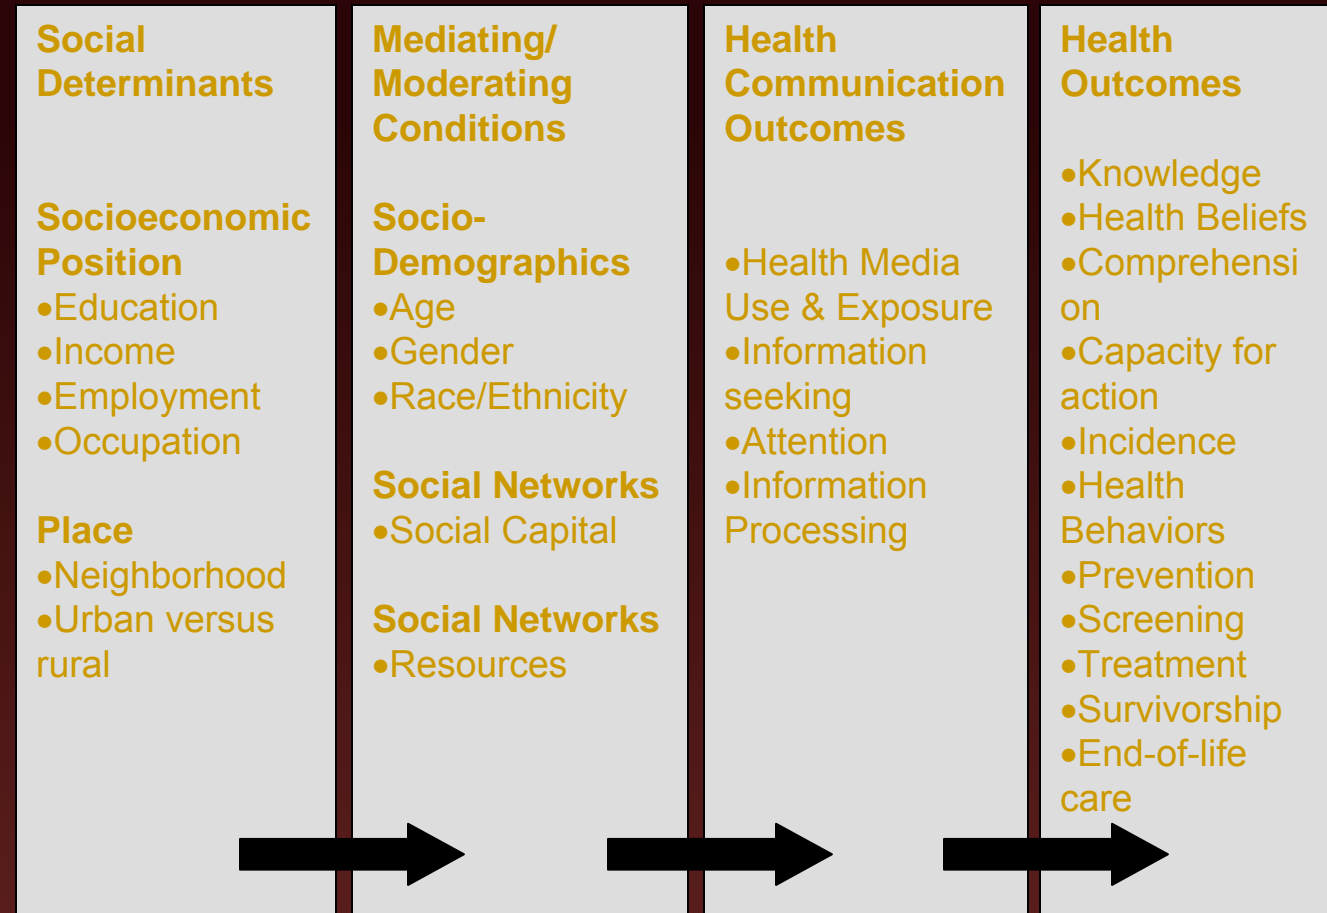 Social
Determinants
Socioeconomic
Position
•Education
•Income
•Employment
•Occupation
Place
•Neighborhood
•Urban versus
rural
Mediating/
Moderating
Conditions
Socio-
Demographics
•Age
•Gender
•Race/Ethnicity
Social Networks
•Social Capital
Social Networks
•Resources
Health
Communication
Outcomes
•Health Media
Use & Exposure
•Information
seeking
•Attention
•Information
Processing
Health
Outcomes
•Knowledge
•Health Beliefs
•Comprehensi
on
•Capacity for
action
•Incidence
•Health
Behaviors
•Prevention
•Screening
•Treatment
•Survivorship
•End-of-life
care